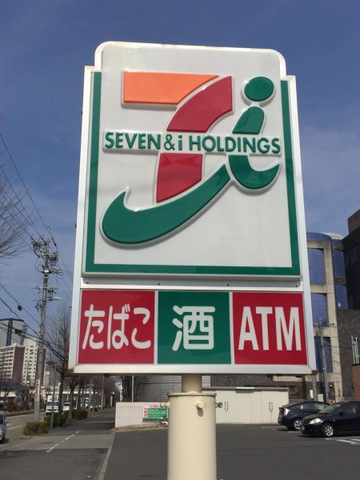 SEVEN & i HOLDINGS
たばこ 酒 ATM